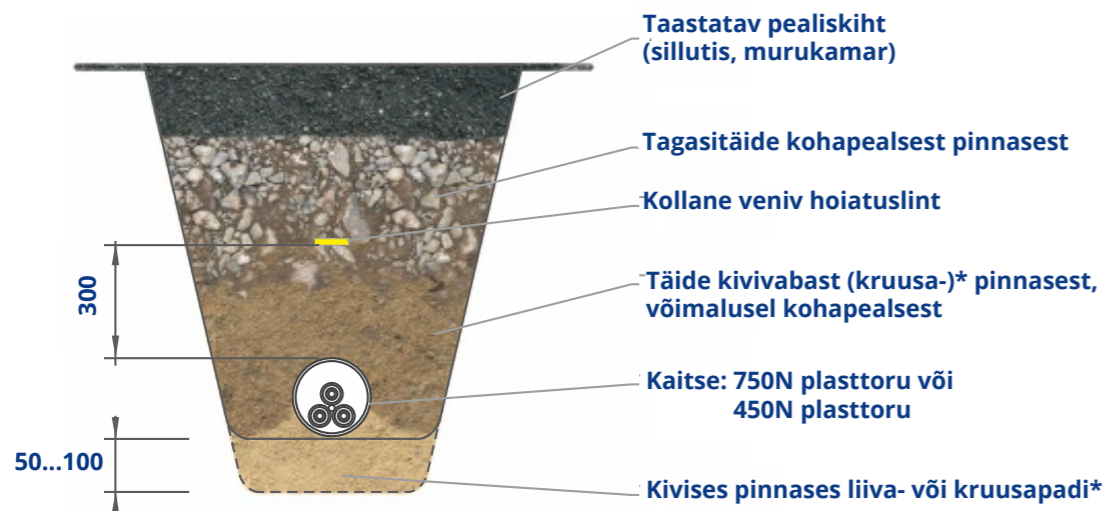 Taastatav pealiskiht
(sillutis, murukamar)
Tagasitäide kohapealsest pinnasest
Kollane veniv hoiatuslint
300
Täide kivivabast (kruusa-)* pinnasest,
võimalusel kohapealsest
Kaitse: 750N plasttoru või
450N plasttoru
50...100
Kivises pinnases liiva- või kruusapadi*